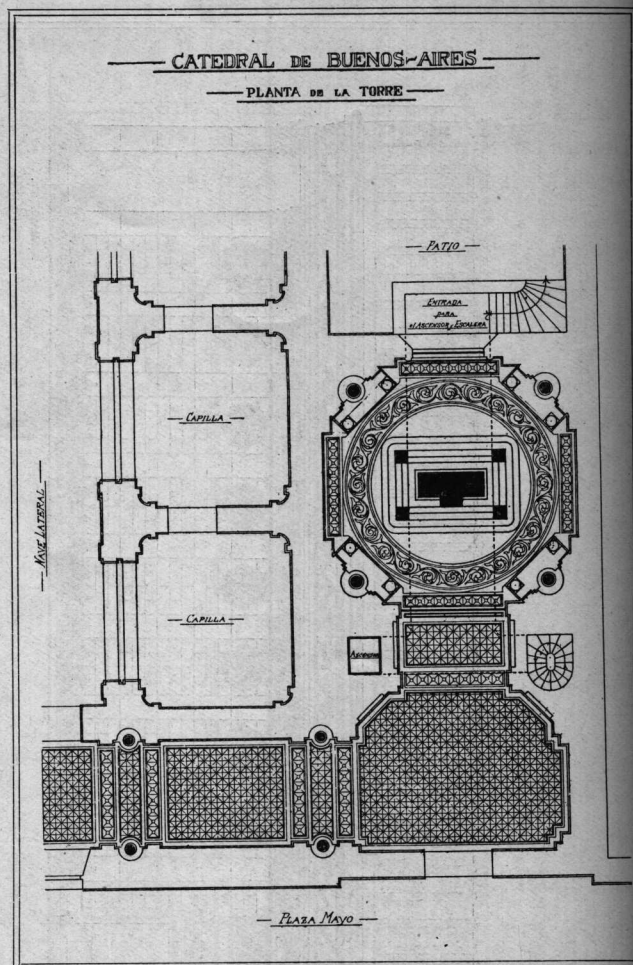 CATEDRAL DE BUENOS-AIRES
PLANTA DE LA TORRE
PATIO
ENTRADA
PARA
el ASCENSOR y ESCALERA
CAPILLA
NAVE LATERAL
CAPILLA
ASCENSOR
PLAZA MAYO